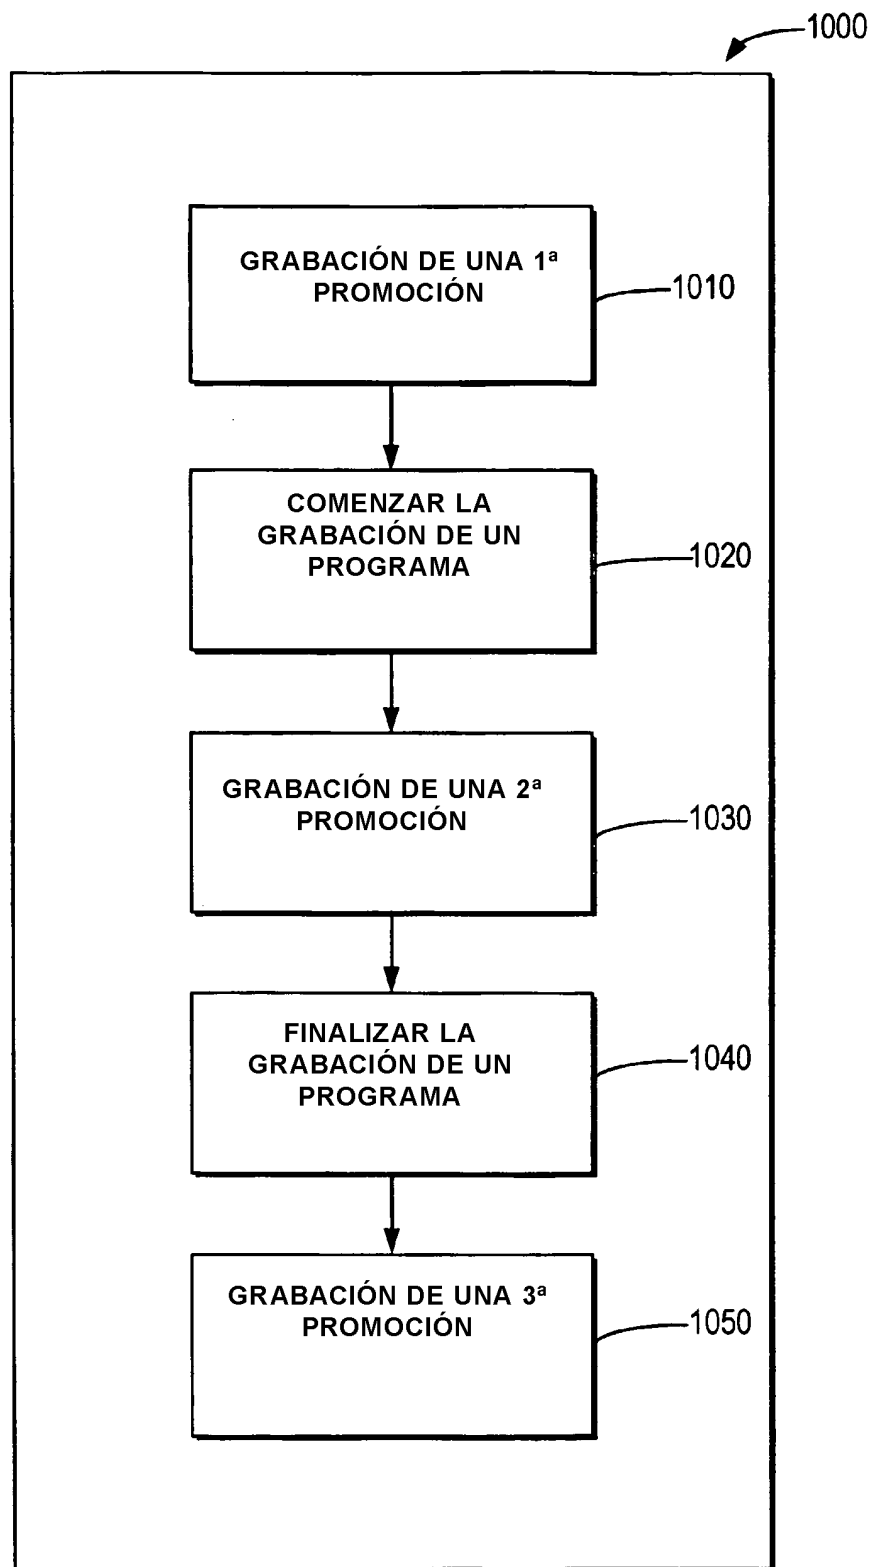 1000
GRABACIÓN DE UNA 1ª
PROMOCIÓN
1010
COMENZAR LA
GRABACIÓN DE UN
PROGRAMA
1020
GRABACIÓN DE UNA 2ª
PROMOCIÓN
1030
FINALIZAR LA
GRABACIÓN DE UN
PROGRAMA
1040
GRABACIÓN DE UNA 3ª
PROMOCIÓN
1050